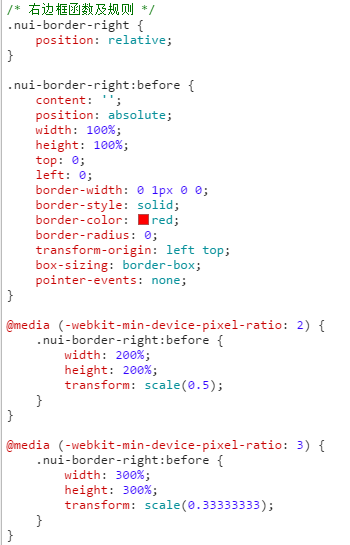 /* 右边框函数及规则 */
.nui-border-right {
    position: relative;
}

.nui-border-right:before {
    content: '';
    position: absolute;
    width: 100%;
    height: 100%;
    top: 0;
    left: 0;
    border-width: 0 1px 0 0;
    border-style: solid;
    border-color: red;
    border-radius: 0;
    transform-origin: left top;
    box-sizing: border-box;
    pointer-events: none;
}

@media (-webkit-min-device-pixel-ratio: 2) {
    .nui-border-right:before {
        width: 200%;
        height: 200%;
        transform: scale(0.5);
    }
}

@media (-webkit-min-device-pixel-ratio: 3) {
    .nui-border-right:before {
        width: 300%;
        height: 300%;
        transform: scale(0.33333333);
    }
}